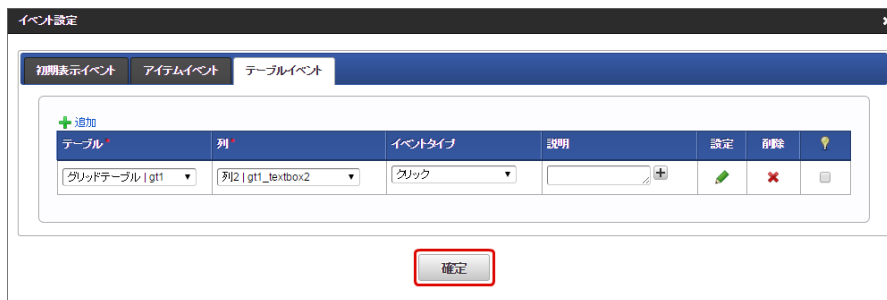 イベント設定
初期表示イベント アイテムイベント テーブルイベント
追加
テーブル* 列* イベントタイプ 説明 設定 削除
グリッドテーブル | gt1 列2 | gt1_textbox2 クリック
確定